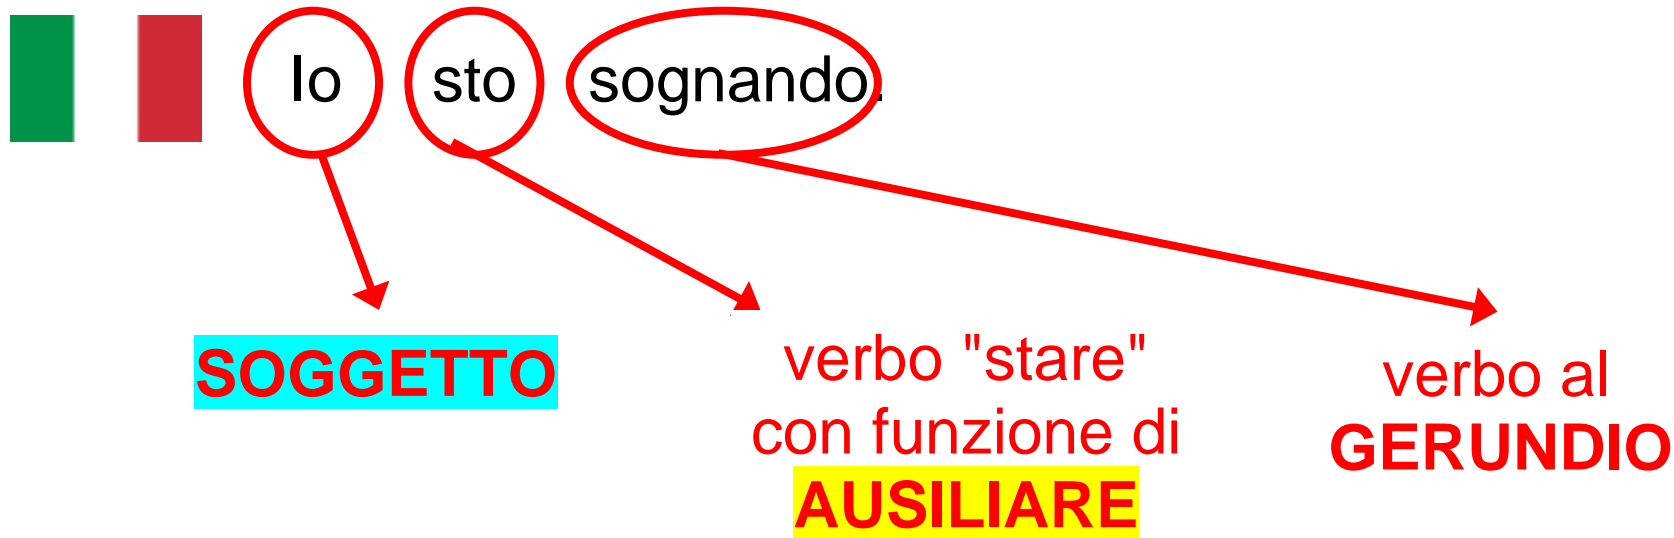 Io sto sognando.
SOGGETTO
verbo "stare"
con funzione di
AUSILIARE
verbo al
GERUNDIO